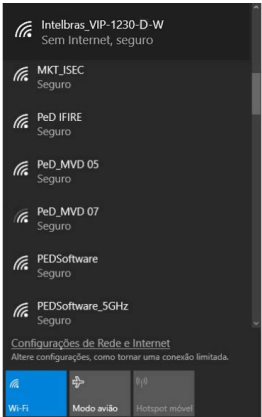 Intelbras_VIP-1230-D-W
Sem Internet, seguro
MKT_ISEC
Seguro
PeD IFIRE
Seguro
PeD_MVD 05
Seguro
PeD_MVD 07
Seguro
PEDSoftware
Seguro
PEDSoftware_5GHz
Seguro
Configurações de Rede e Internet
Altere configurações, como tornar uma conexão limitada.
Wi-Fi
Modo avião
Hotspot móvel